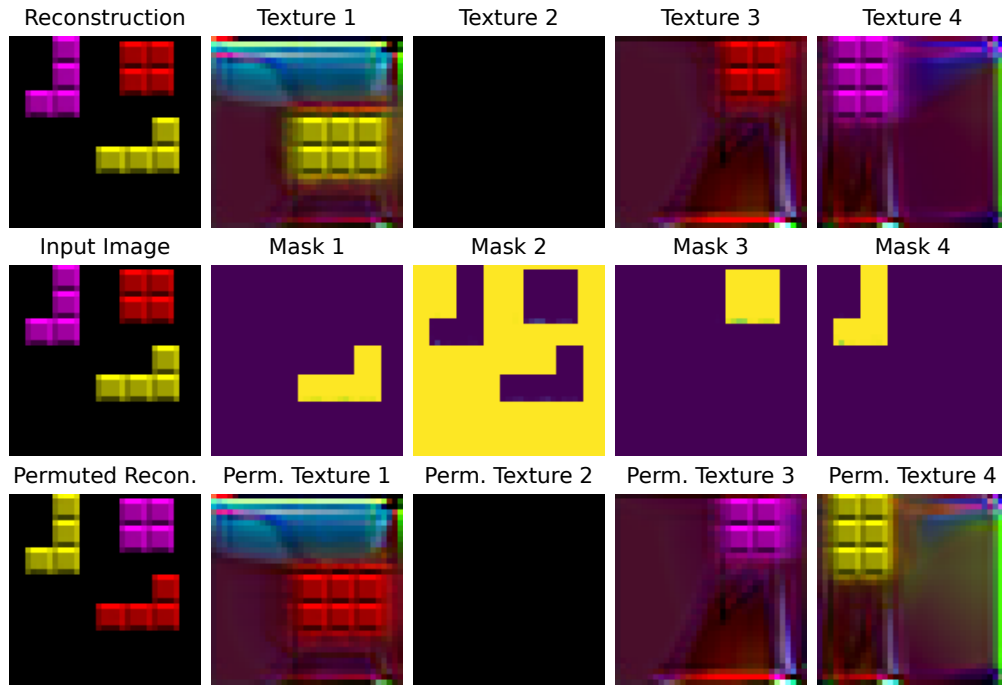 Reconstruction Texture 1 Texture 2 Texture 3 Texture 4
Input Image Mask 1 Mask 2 Mask 3 Mask 4
Permuted Recon. Perm. Texture 1 Perm. Texture 2 Perm. Texture 3 Perm. Texture 4